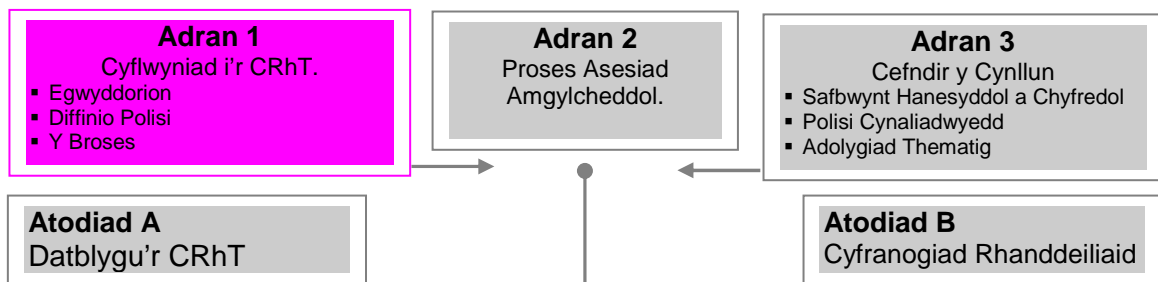 Adran 1
Cyflwyniad i'r CRhT.
▪ Egwyddorion
▪ Diffinio Polisi
▪ Y Broses
Adran 2
Proses Asesiad
Amgylcheddol.
Adran 3
Cefndir y Cynllun
▪ Safbwynt Hanesyddol a Chyfredol
▪ Polisi Cynaliadwyedd
▪ Adolygiad Thematig
Atodiad A
Datblygu'r CRhT
Atodiad B
Cyfranogiad Rhanddeiliaid